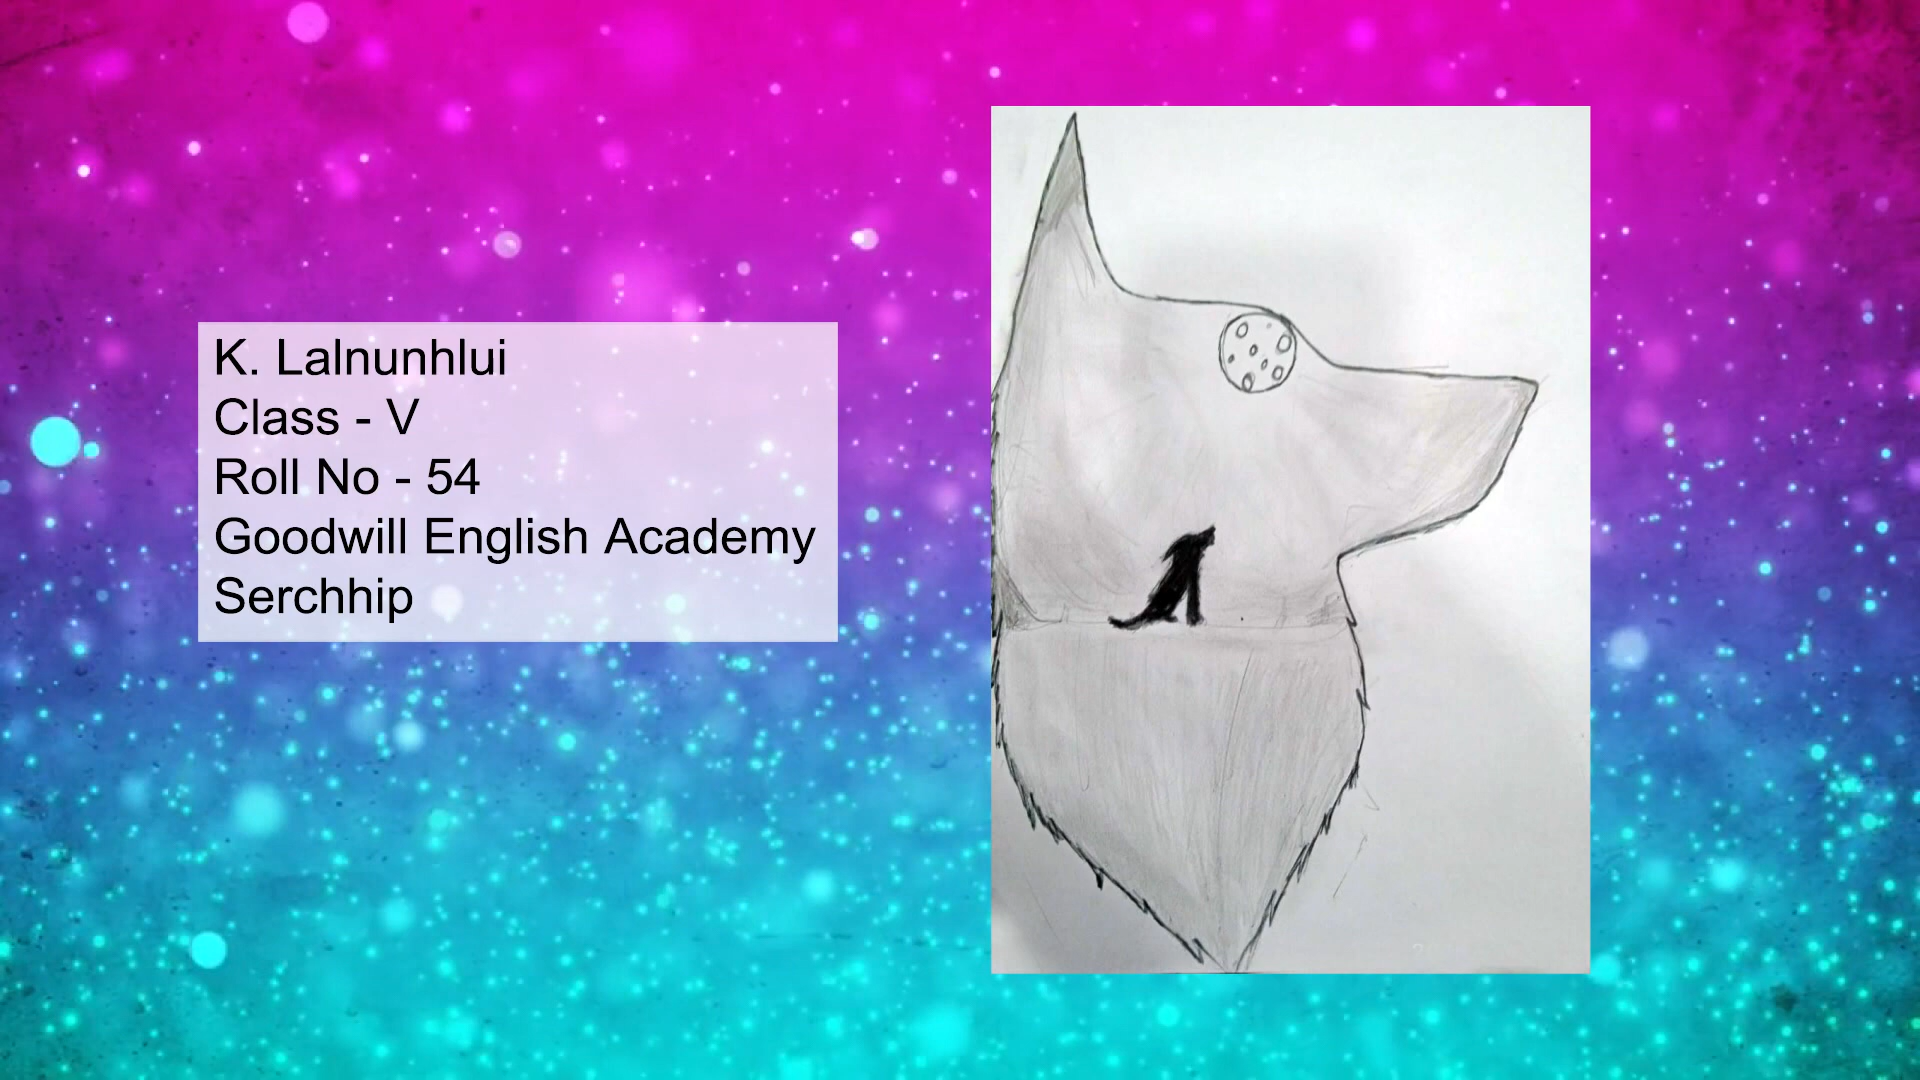 K. Lalnunhlui
Class - V
Roll No - 54
Goodwill English Academy
Serchhip